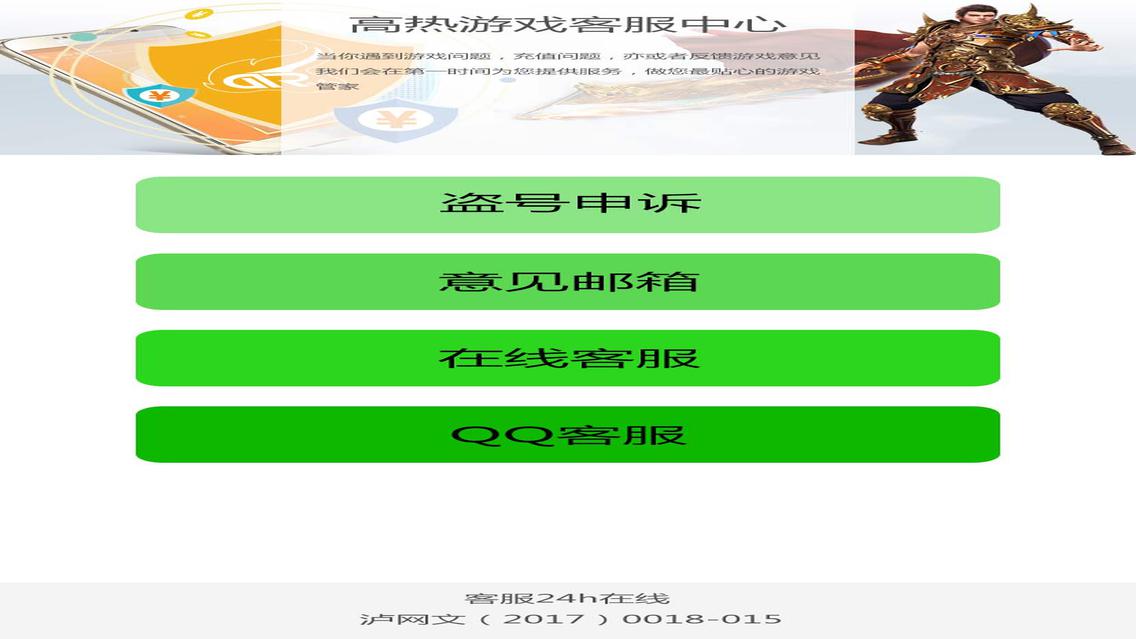 高热游戏客服中心
当你遇到游戏问题，充值问题，亦或者反馈游戏意见
我们会在第一时间为您提供服务，做您最贴心的游戏
管家
盗号申诉
意见邮箱
在线客服
QQ客服
客服24h在线
泸网文（2017）0018-015